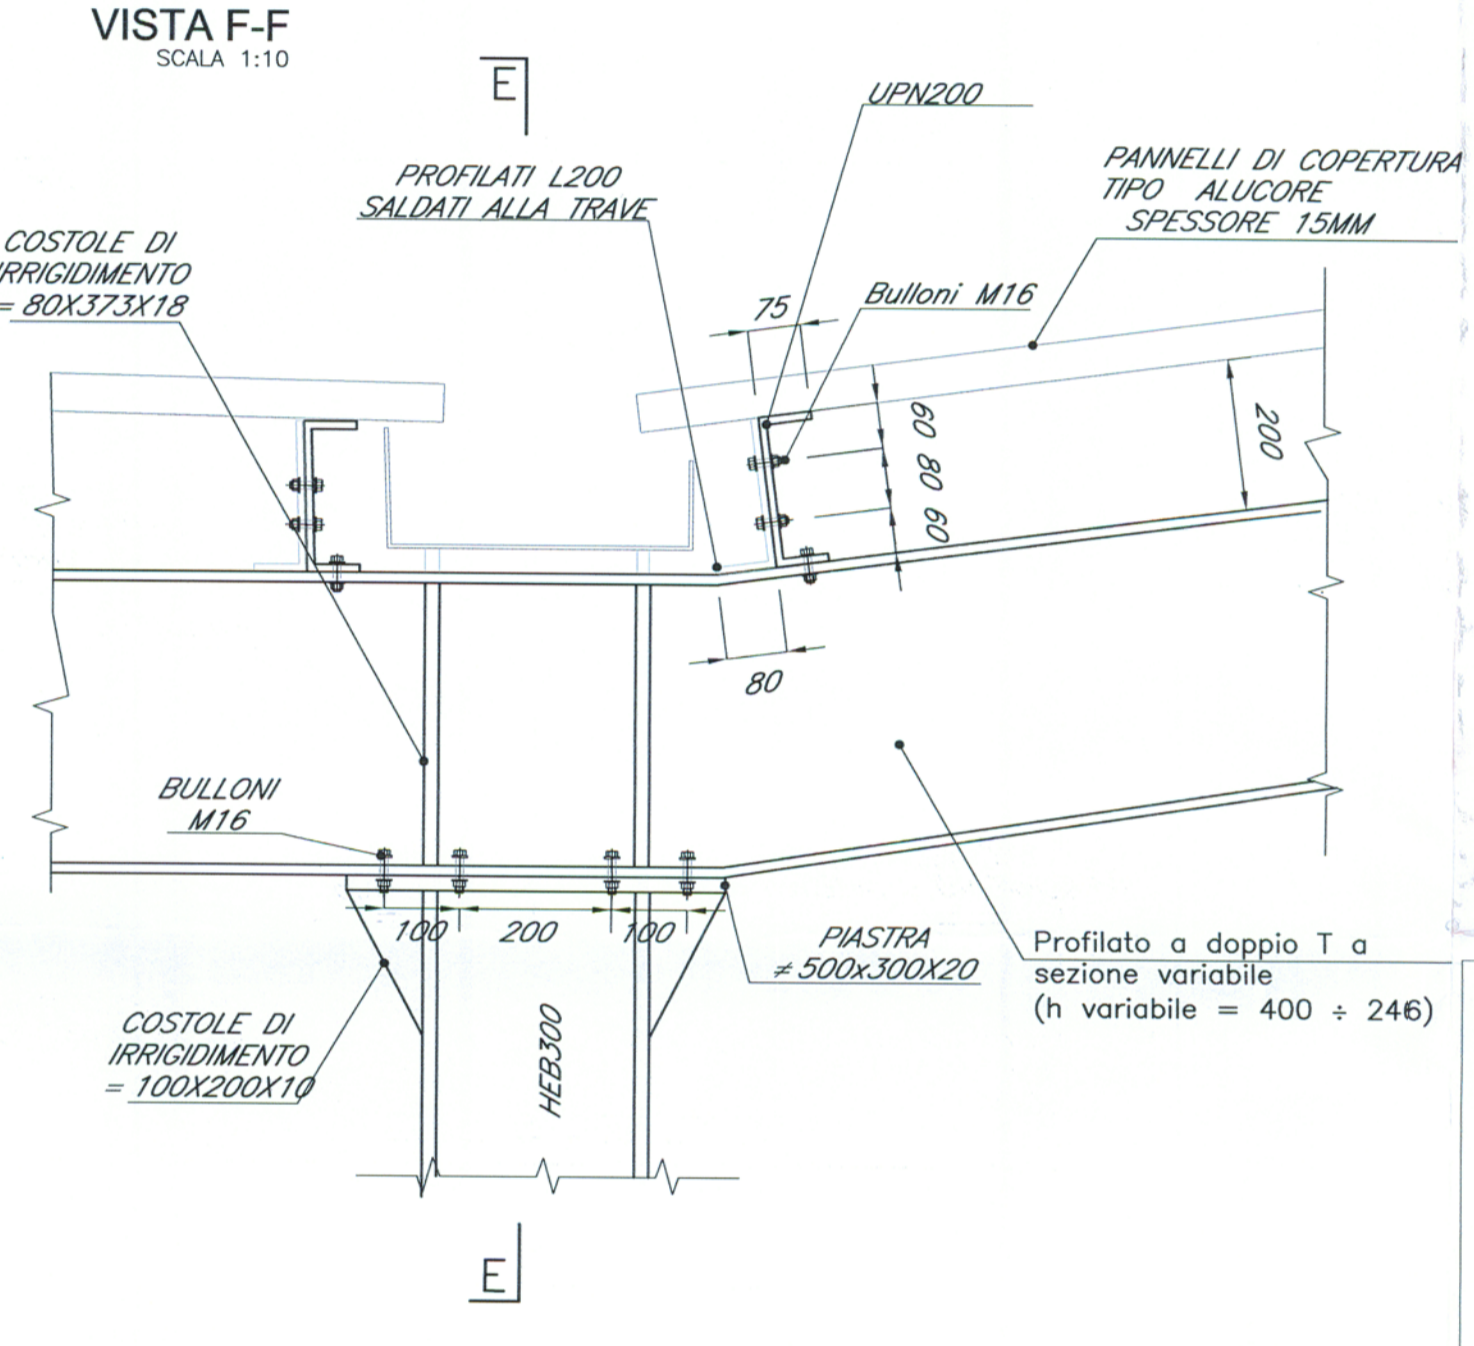 VISTA F-F
SCALA 1:10
E
UPN200
PROFILATI L200
SALDATI ALLA TRAVE
PANNELLI DI COPERTURA
TIPO ALUCORE
SPESSORE 15MM
COSTOLE DI
IRRIGIDIMENTO
= 80X373X18
75
Bulloni M16
60 80 60
200
80
BULLONI
M16
100 200 100
PIASTRA
≠500x300X20
Profilato a doppio T a
sezione variabile
(h variabile = 400 ÷ 246)
COSTOLE DI
IRRIGIDIMENTO
= 100X200X10
HEB300
E